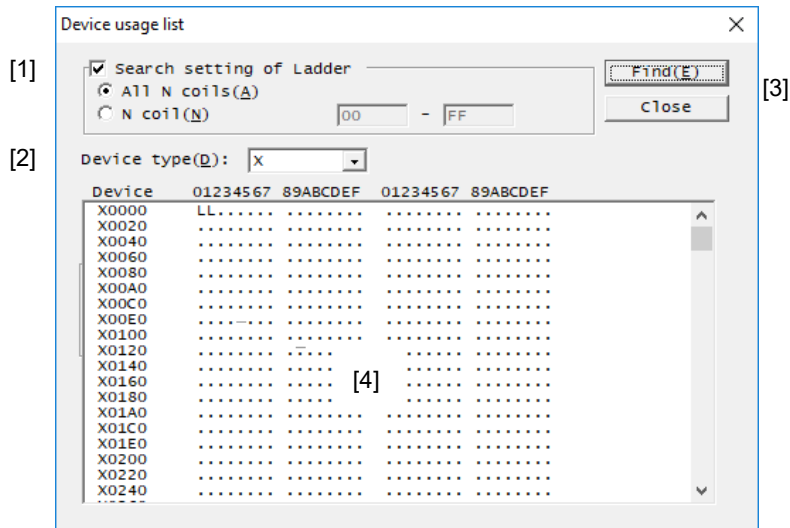 Device usage list
[1]
Search setting of Ladder
All N coils(A)
N coil(N) 00 - FF
Find(E)
Close
[3]
[2]
Device type(D): X
Device 01234567 89ABCDEF 01234567 89ABCDEF
X0000 LL...... ........ ........ ........
X0020 ........ ........ ........ ........
X0040 ........ ........ ........ ........
X0060 ........ ........ ........ ........
X0080 ........ ........ ........ ........
X00A0 ........ ........ ........ ........
X00C0 ........ ........ ........ ........
X00E0 ........ ........ ........ ........
X0100 ........ ........ ........ ........
X0120 ........ ..... ...... ........
X0140 ........ ..... ...... ........
X0160 ........ ..... [4] ...... ........
X0180 ........ ..... ...... ........
X01A0 ........ ........ ........ ........
X01C0 ........ ........ ........ ........
X01E0 ........ ........ ........ ........
X0200 ........ ........ ........ ........
X0220 ........ ........ ........ ........
X0240 ........ ........ ........ ........